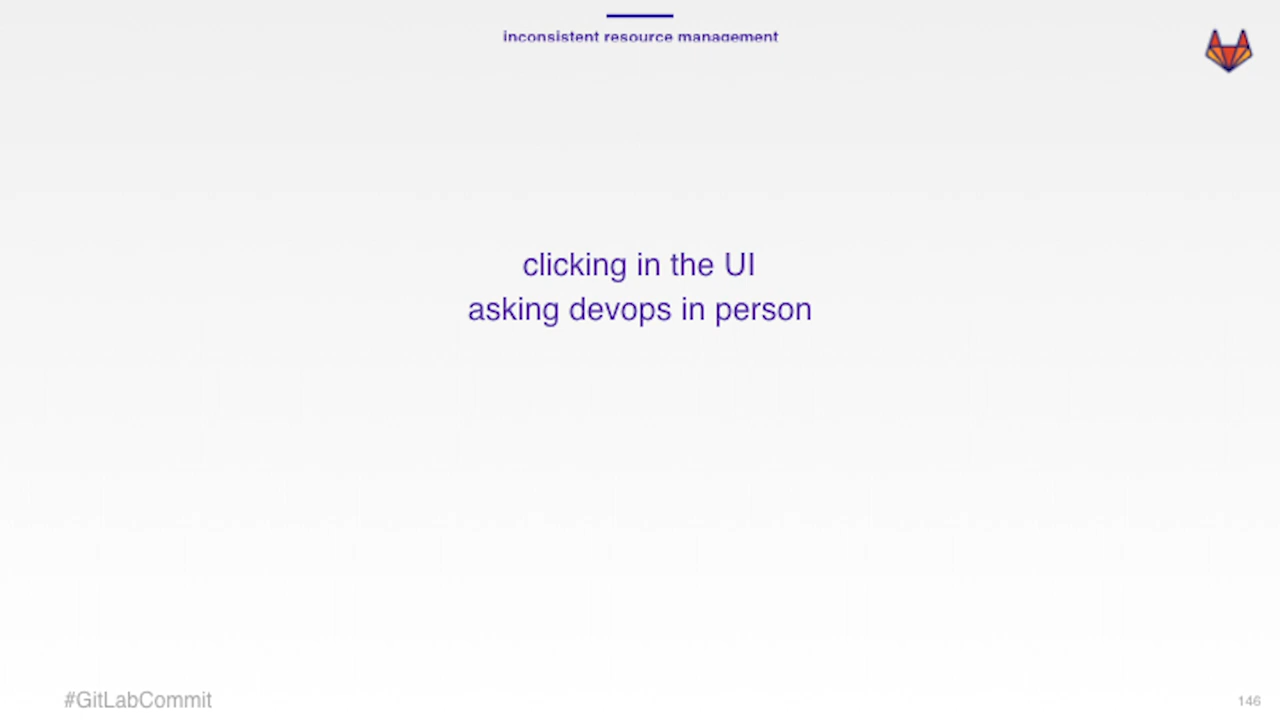 inconsistent resource management
clicking in the UI
asking devops in person
#GitLabCommit
146